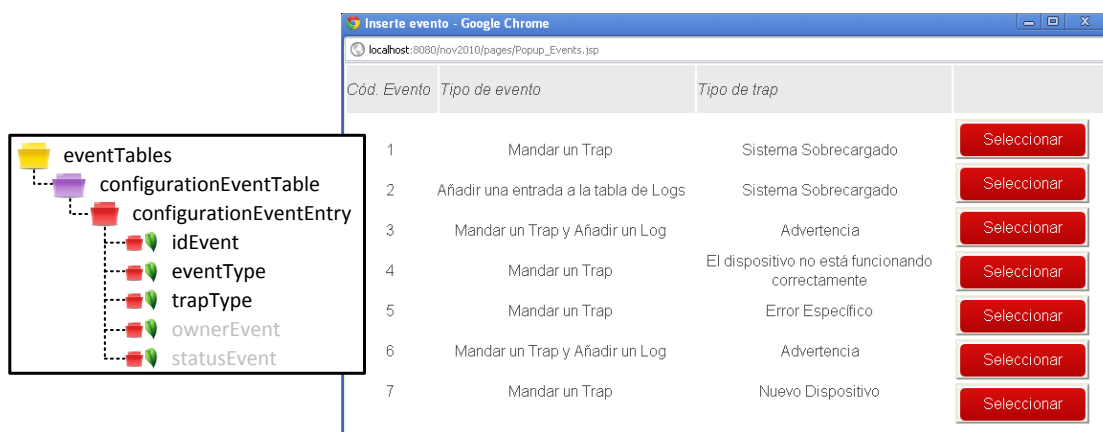 Inserte evento - Google Chrome
localhost:8080/nov2010/pages/Popup_Events.jsp
Cód. Evento Tipo de evento Tipo de trap
1 Mandar un Trap Sistema Sobrecargado Seleccionar
2 Añadir una entrada a la tabla de Logs Sistema Sobrecargado Seleccionar
3 Mandar un Trap y Añadir un Log Advertencia Seleccionar
4 Mandar un Trap El dispositivo no está funcionando
correctamente Seleccionar
5 Mandar un Trap Error Específico Seleccionar
6 Mandar un Trap y Añadir un Log Advertencia Seleccionar
7 Mandar un Trap Nuevo Dispositivo Seleccionar
eventTables
configurationEventTable
configurationEventEntry
idEvent
eventType
trapType
ownerEvent
statusEvent